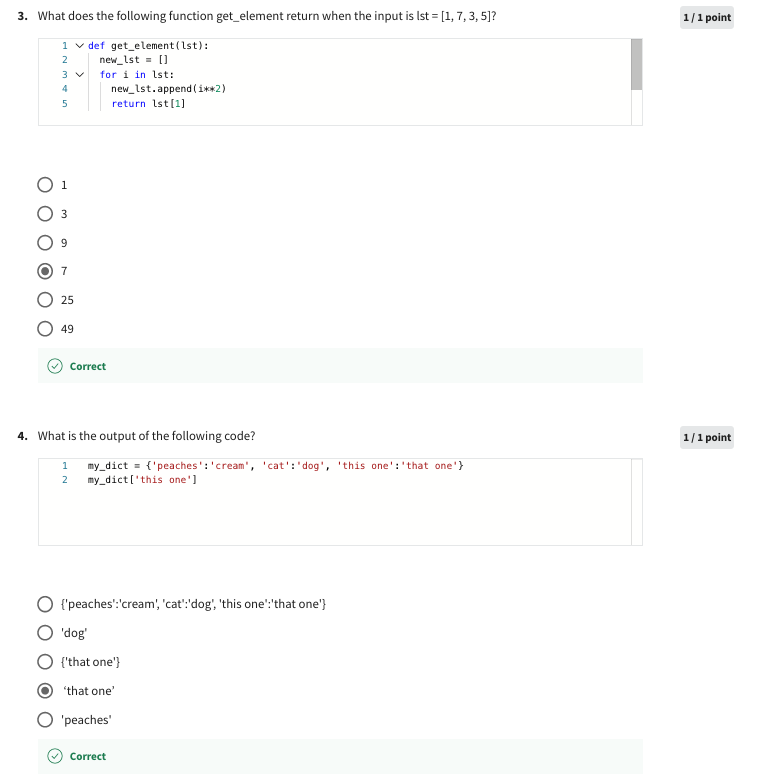 3. What does the following function get_element return when the input is lst = [1, 7, 3, 5]?
1 / 1 point
1 def get_element(lst):
2 new_lst = []
3 for i in lst:
4 new_lst.append(i**2)
5 return lst[1]
1
3
9
7
25
49
Correct
4. What is the output of the following code?
1 / 1 point
1 my_dict = {'peaches':'cream', 'cat':'dog', 'this one':'that one'}
2 my_dict['this one']
{'peaches':'cream', 'cat':'dog', 'this one':'that one'}
'dog'
{'that one'}
‘that one’
'peaches'
Correct